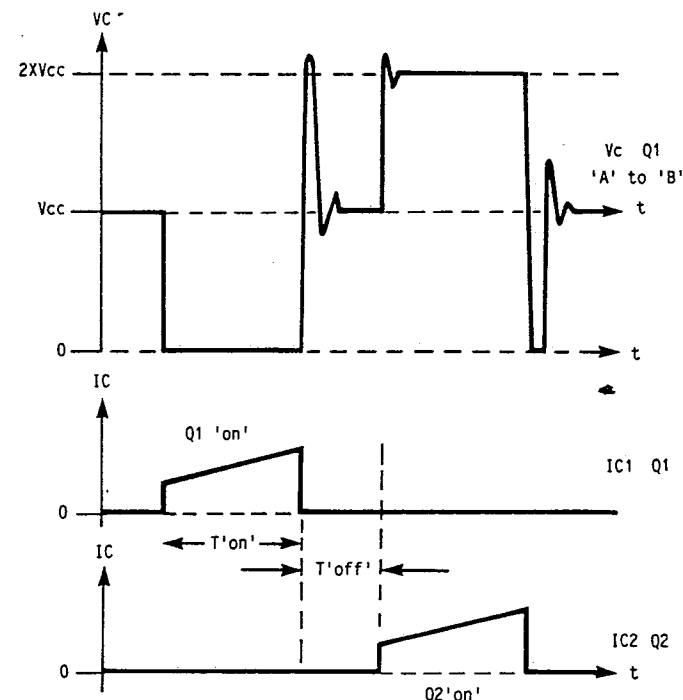 VC
2XVcc
Vc Q1
'A' to 'B'
Vcc
t
0
t
IC
Q1 'on'
IC1 Q1
0
T'on'
IC
T'off'
IC2 Q2
0
t
Q2'on'